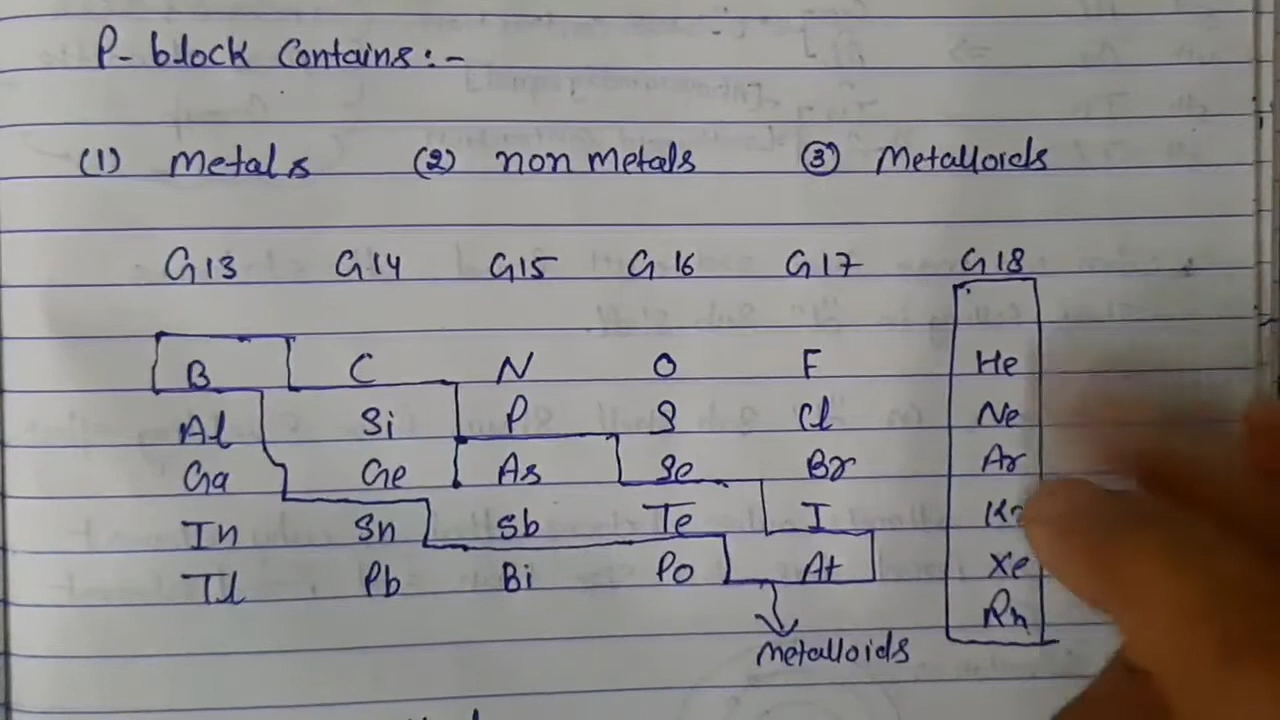 P-block Contains:-
(1) Metals (2) non Metals (3) Metalloids
G13 G14 G15 G16 G17 G18
B C N O F He
Al Si P S Cl Ne
Ga Ge As Se Br Ar
In Sn Sb Te I Kr
Tl Pb Bi Po At Xe
Rn
Metalloids